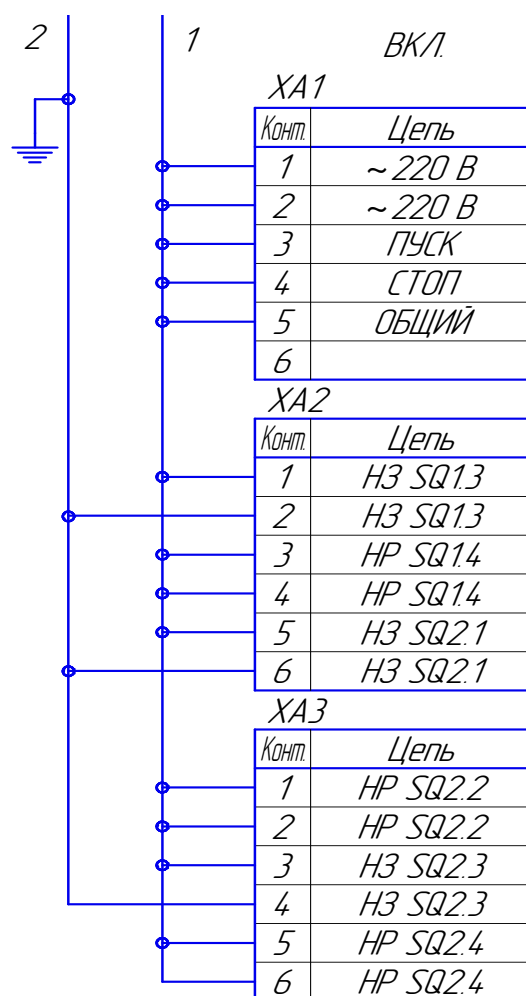 2 1 ВКЛ.
XA1
Конт. Цепь
1 ~220 В
2 ~220 В
3 ПУСК
4 СТОП
5 ОБЩИЙ
6
XA2
Конт. Цепь
1 НЗ SQ1.3
2 НЗ SQ1.3
3 НР SQ1.4
4 НР SQ1.4
5 НЗ SQ2.1
6 НЗ SQ2.1
XA3
Конт. Цепь
1 НР SQ2.2
2 НР SQ2.2
3 НЗ SQ2.3
4 НЗ SQ2.3
5 НР SQ2.4
6 НР SQ2.4